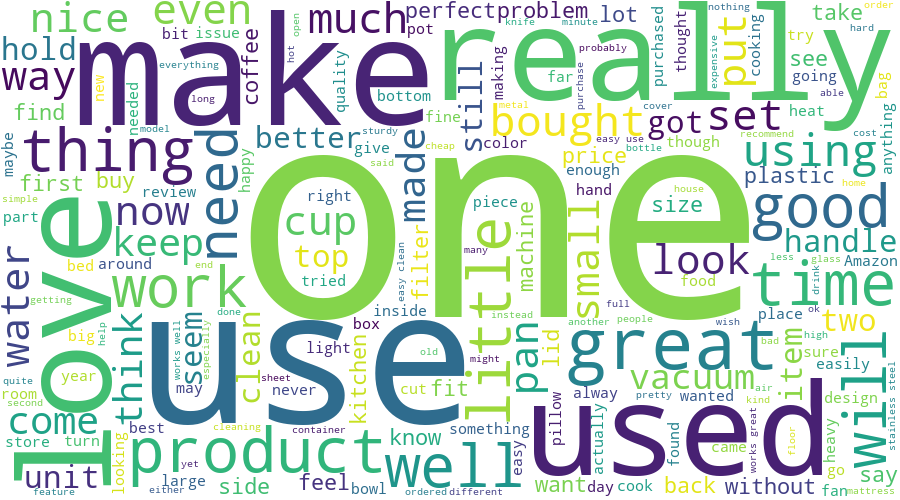 nice
even
much
perfect
problem
lot
knife
minute
nothing
order
take
expensive
purchased
thought
put
cooking
try
see
going
hard
able
bag
anything
hold
bit
issue
pot
coffee
open
hot
make
really
way
new
everything
long
quality
bottom
making
still
probably
purchase
far
metal
cover
heat
find
needed
need
better
give
fine
sturdy
cheap
said
model
made
bought
color
got
set
though
easy use
bottle
recommend
cost
using
maybe
thing
first
buy
happy
review
price
enough
hand
plastic
house
home
simple
part
now
right
cup
piece
size
good
one
love
keep
top
tried
filter
easy clean
little
many
machine
small
look
handle
less
glass
Amazon
water
bed
around
end
work
inside
food
drink
time
getting
big
help
done
box
instead
full
place
ok
two
think
seem
clean
light
kitchen
use
old
another
people
wish
high
sure
quite
room
year
works well
especially
may
sheet
never
cut
fit
might
lid
pan
great
bad
item
easily
stainless steel
second
come
turn
store
best
cleaning
container
something
alway
wanted
vacuum
pretty
air
kind
design
will
looking
product
well
know
easy
pillow
used
actually
found
came
works great
floor
heavy
say
unit
yet
large
side
feel
bowl
want
day
cook
back
without
fan
go
mattress
feature
either
ordered
different